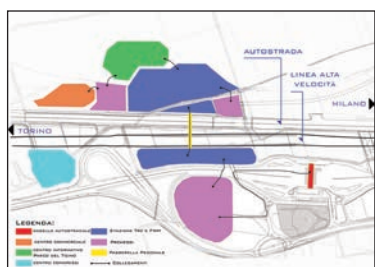 AUTOSTRADA
LINEA ALTA
VELOCITÀ
MILANO
TORINO
LEGENDA:
CASELLO AUTOSTRADALE
STAZIONE TAV E FSM
CENTRO COMMERCIALE
PARCHEGGI
CENTRO INFORMATIVO
PARCO DEL TICINO
PASSERELLA PEDONALE
CENTRO CONGRESSI
COLLEGAMENTI